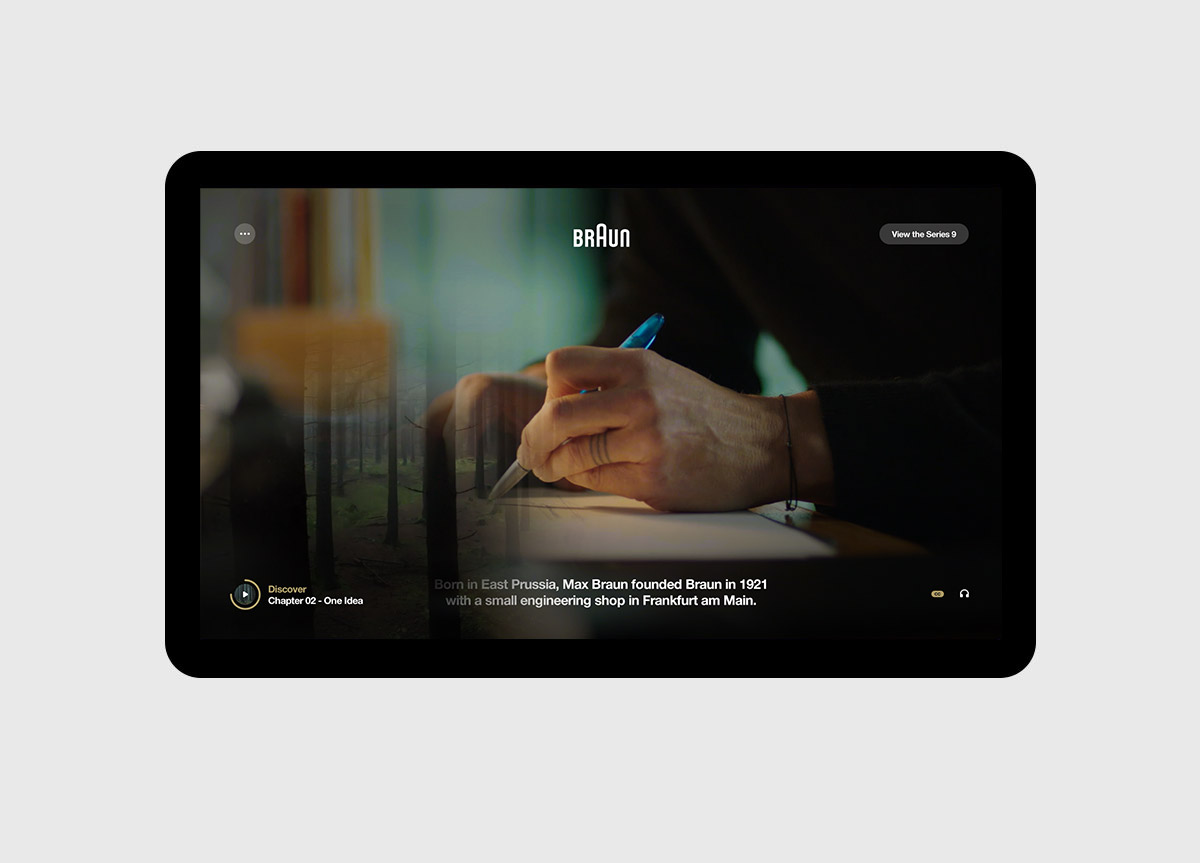 BRAUN
View the Series 9
Discover
Chapter 02 - One Idea
Born in East Prussia, Max Braun founded Braun in 1921
with a small engineering shop in Frankfurt am Main.
CC